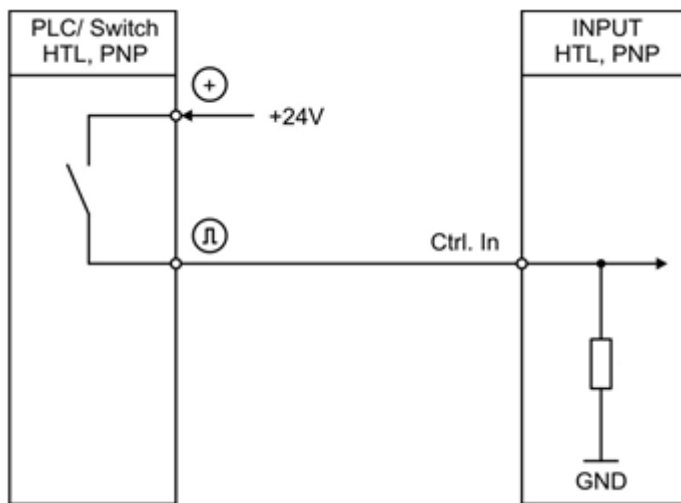 PLC/ Switch
HTL, PNP
INPUT
HTL, PNP
+
+24V
Ctrl. In
GND